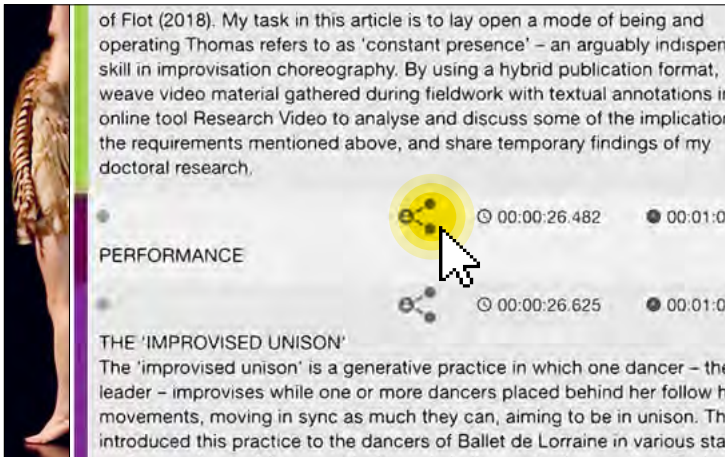 of Flot (2018). My task in this article is to lay open a mode of being and
operating Thomas refers to as 'constant presence' – an arguably
skill in improvisation choreography. By using a hybrid publication format,
weave video material gathered during fieldwork with textual annotations
online tool Research Video to analyse and discuss some of the
the requirements mentioned above, and share temporary findings of my
doctoral research.
00:00:26.482 00:01:0
PERFORMANCE
00:00:26.625 00:01:0
THE 'IMPROVISED UNISON'
The 'improvised unison' is a generative practice in which one dancer – the
leader – improvises while one or more dancers placed behind her follow
movements, moving in sync as much they can, aiming to be in unison.
introduced this practice to the dancers of Ballet de Lorraine in various